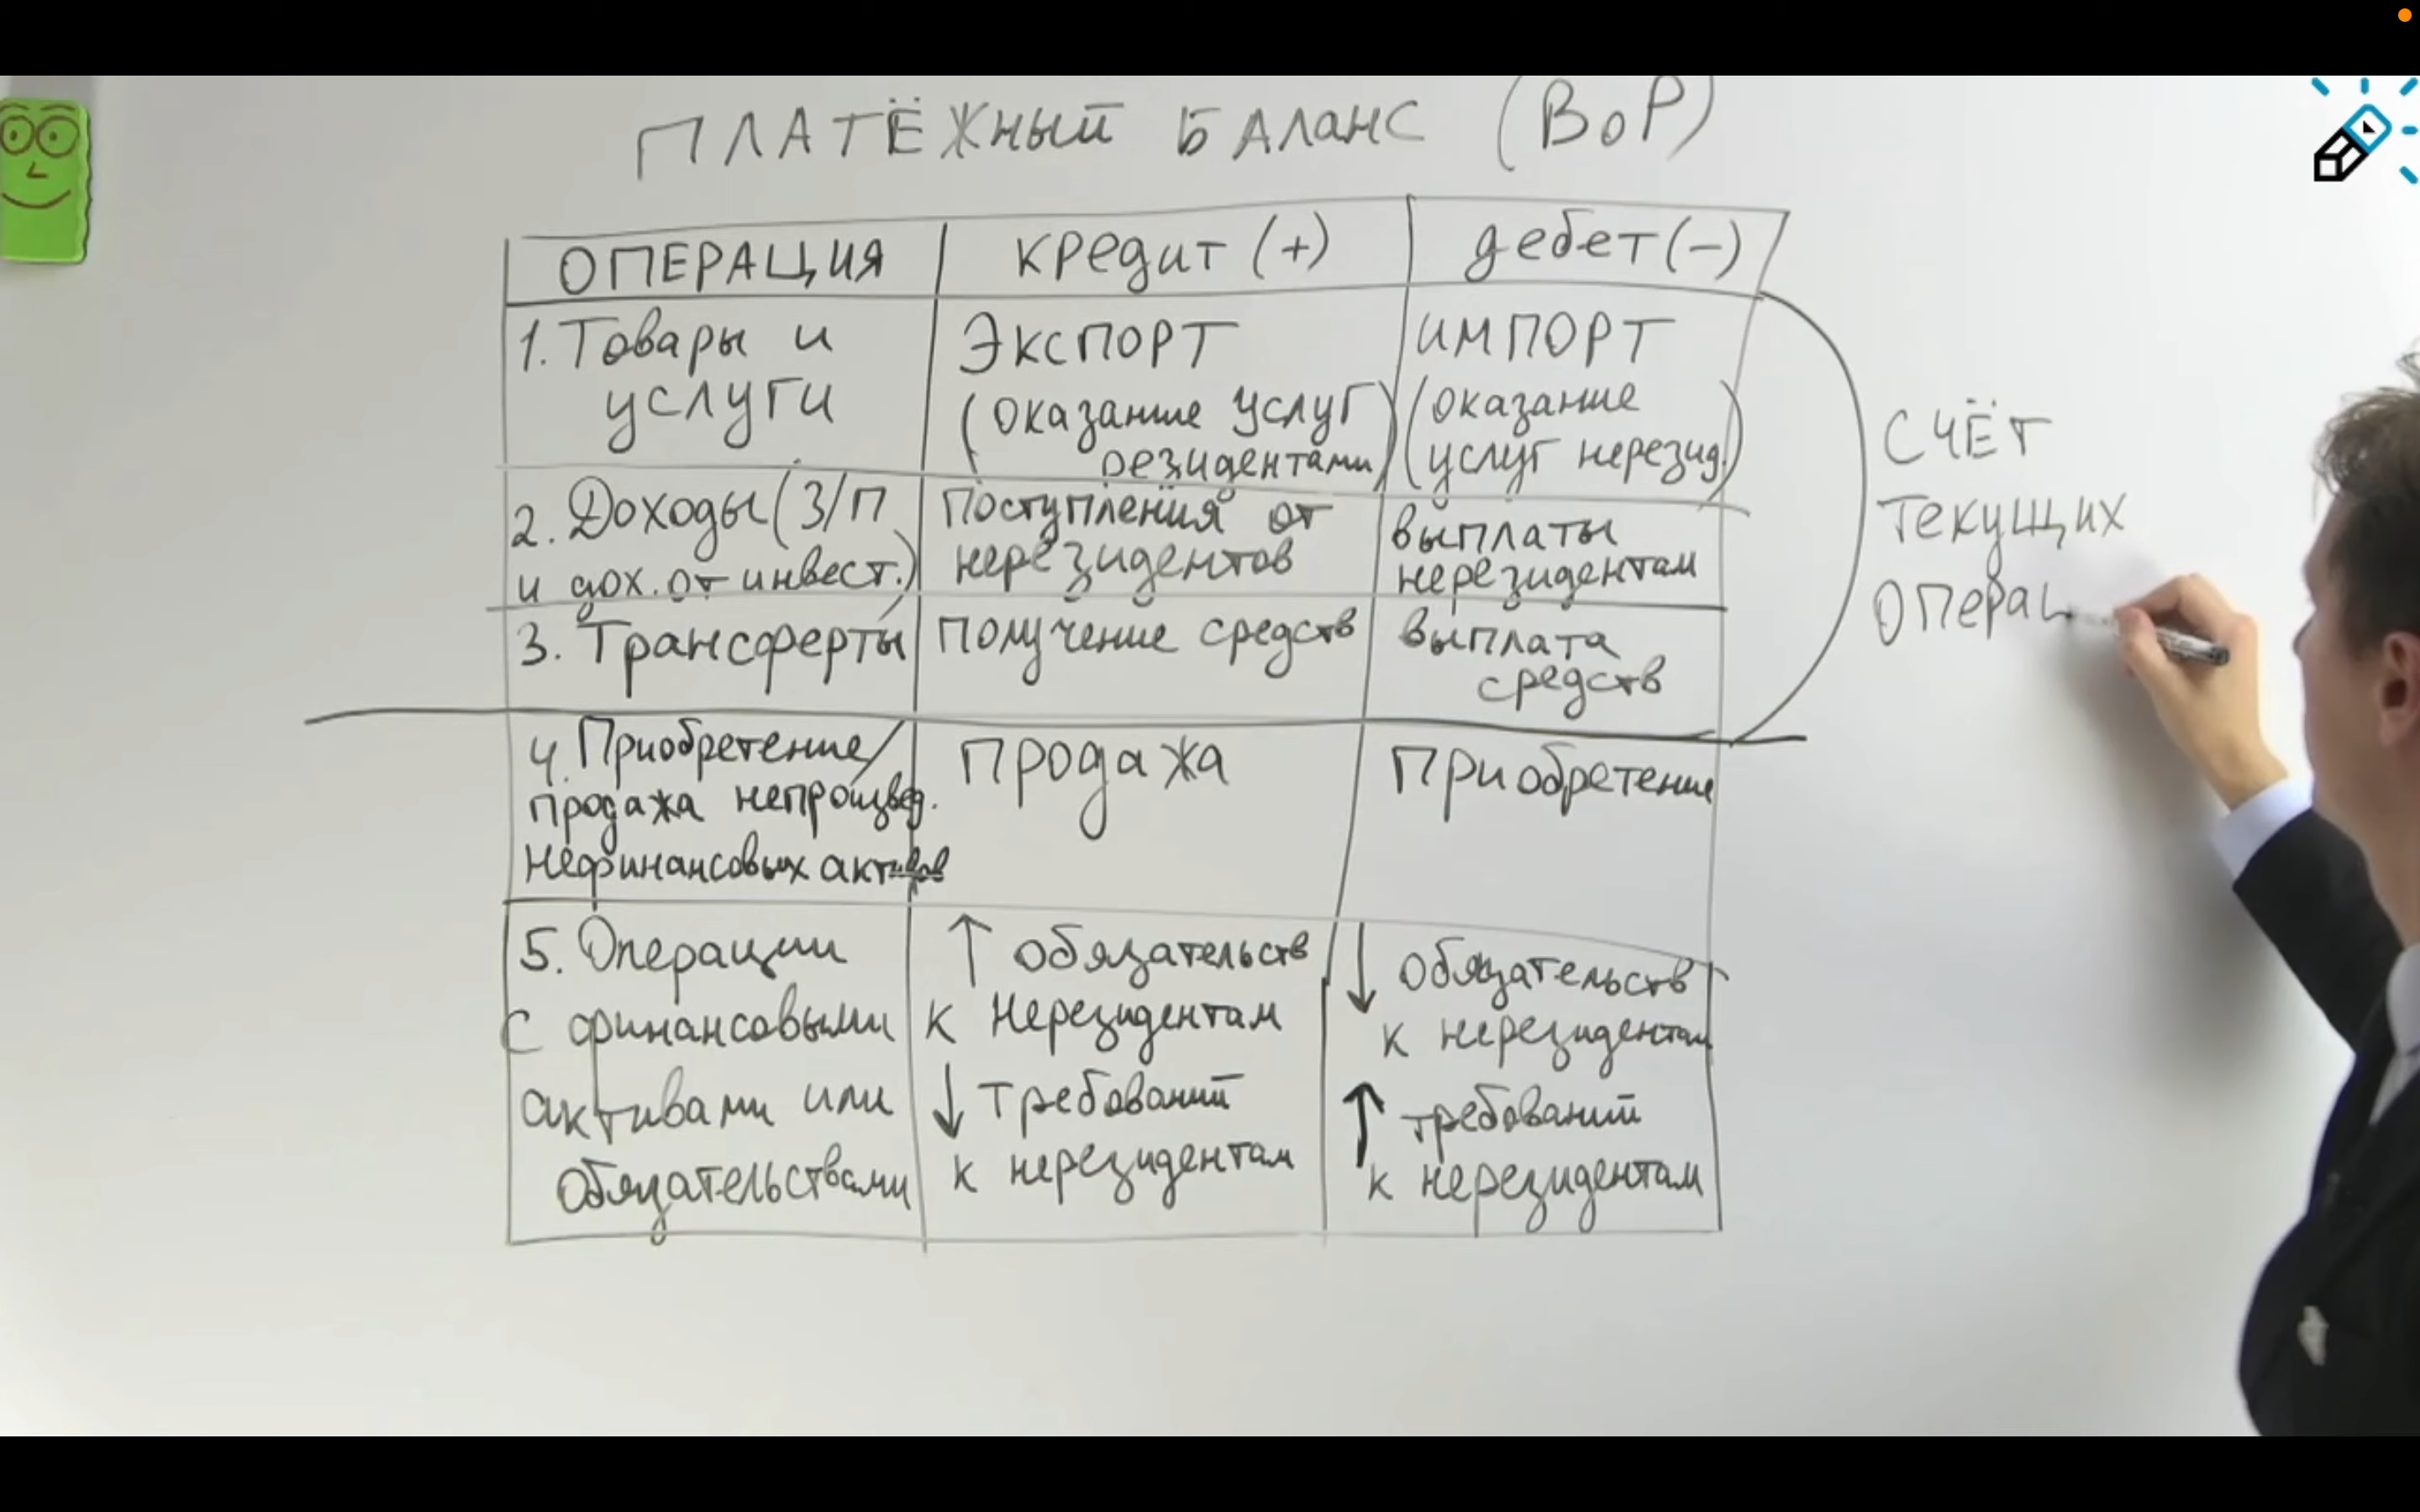 ПЛАТЁЖНЫЙ БАЛАНС (BoP)
ОПЕРАЦИЯ кредит (+) дебет (–)
1. Товары и услуги
Экспорт
(оказание услуг
резидентами)
импорт
(оказание
услуг нерезид.)
2. Доходы (З/П
и дох. от инвест.)
Поступления от
нерезидентов
выплаты
нерезидентам
3. Трансферты
получение средств
выплата
средств
4. Приобретение/
продажа непроизвед.
нефинансовых активов
продажа
Приобретение
5. Операции
с финансовыми
активами или
обязательствами
↑ обязательств
к нерезидентам
↓ требований
к нерезидентам
↓ обязательств
к нерезидентам
↑ требований
к нерезидентам
СЧЁТ
текущих
операц